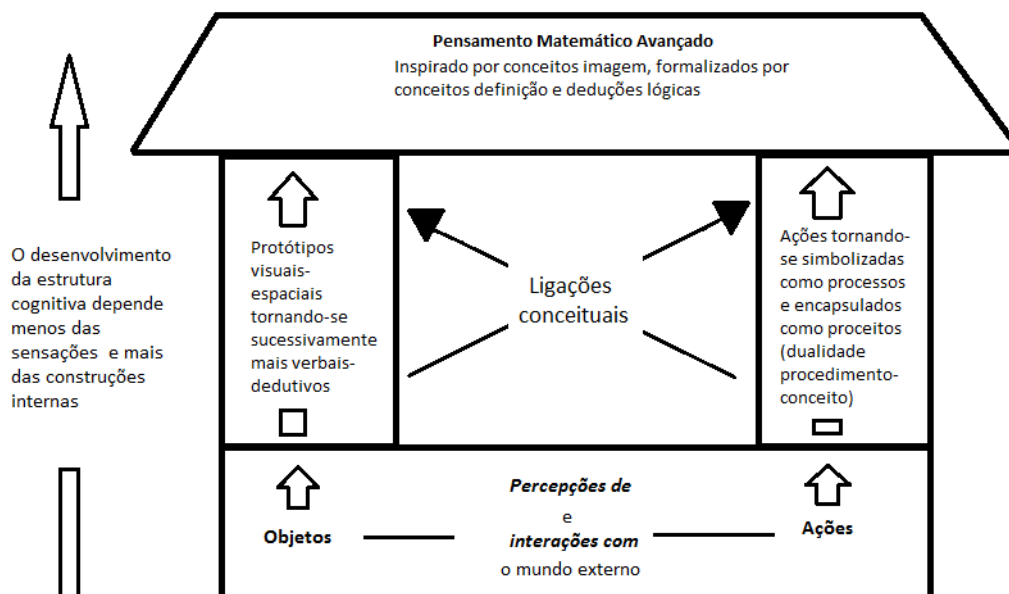 Pensamento Matemático Avançado
Inspirado por conceitos imagem, formalizados por
conceitos definição e deduções lógicas
O desenvolvimento
da estrutura
cognitiva depende
menos das
sensações e mais
das construções
internas
Protótipos
visuais-
espaciais
tornando-se
sucessivamente
mais verbais-
dedutivos
Ligações
conceituais
Ações tornando-
se simbolizadas
como processos
e encapsulados
como proceitos
(dualidade
procedimento-
conceito)
Objetos
Percepções de
e
interações com
o mundo externo
Ações